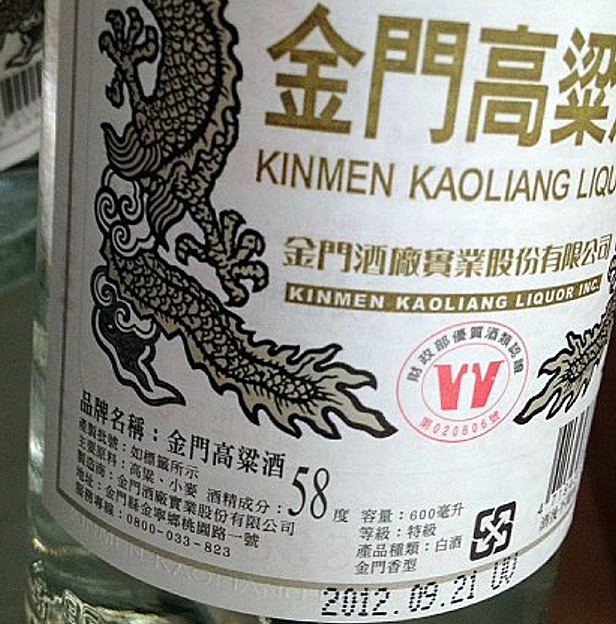 金門高粱
KINMEN KAOLIANG LIQU
金門酒廠實業股份有限公司
KINMEN KAOLIANG LIQUOR INC.
財政部優質酒類認證
W
第020806號
品牌名稱：金門高粱酒
產製批號：如標籤所示
主要原料：高粱、小麥 酒精成分：58度
製造商：金門酒廠實業股份有限公司
地址：金門縣金寧鄉桃園路一號
服務專線：0800-033-823
容量：600毫升
等級：特級
產品種類：白酒
金門香型
2012.09.21